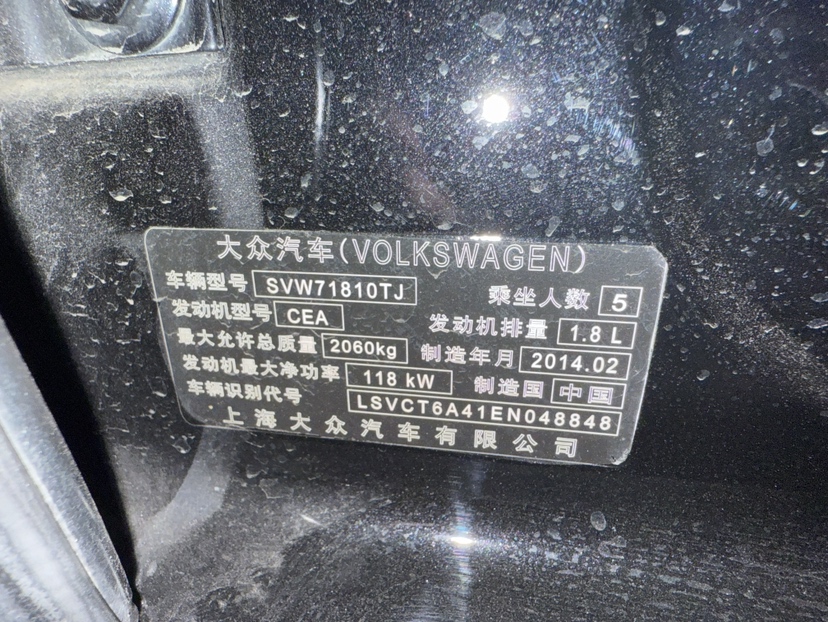 大众汽车(VOLKSWAGEN)
车辆型号 SVW71810TJ 乘坐人数 5
发动机型号 CEA 发动机排量 1.8 L
最大允许总质量 2060kg 制造年月 2014.02
发动机最大净功率 118 kW 制造国 中国
车辆识别代号 LSVCT6A41EN048848
上海大众汽车有限公司